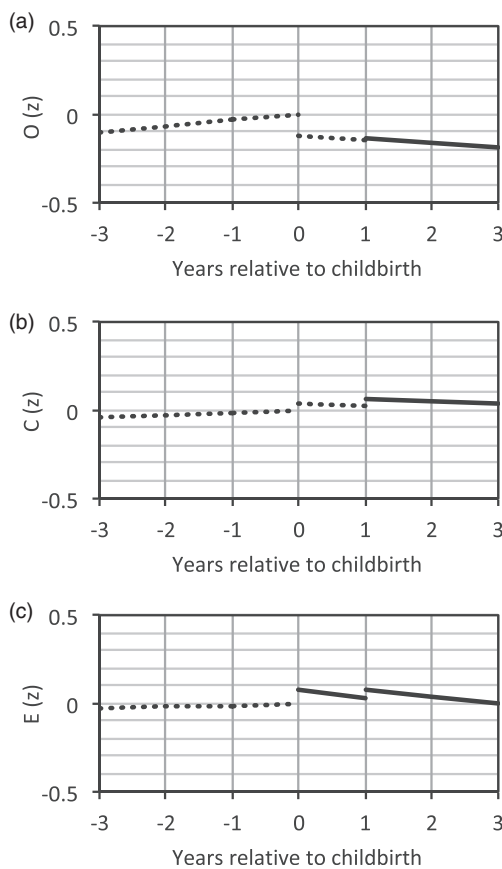 (a)
0.5
0
-0.5
O (z)
-3 -2 -1 0 1 2 3
Years relative to childbirth
(b)
0.5
0
-0.5
C (z)
-3 -2 -1 0 1 2 3
Years relative to childbirth
(c)
0.5
0
-0.5
E (z)
-3 -2 -1 0 1 2 3
Years relative to childbirth